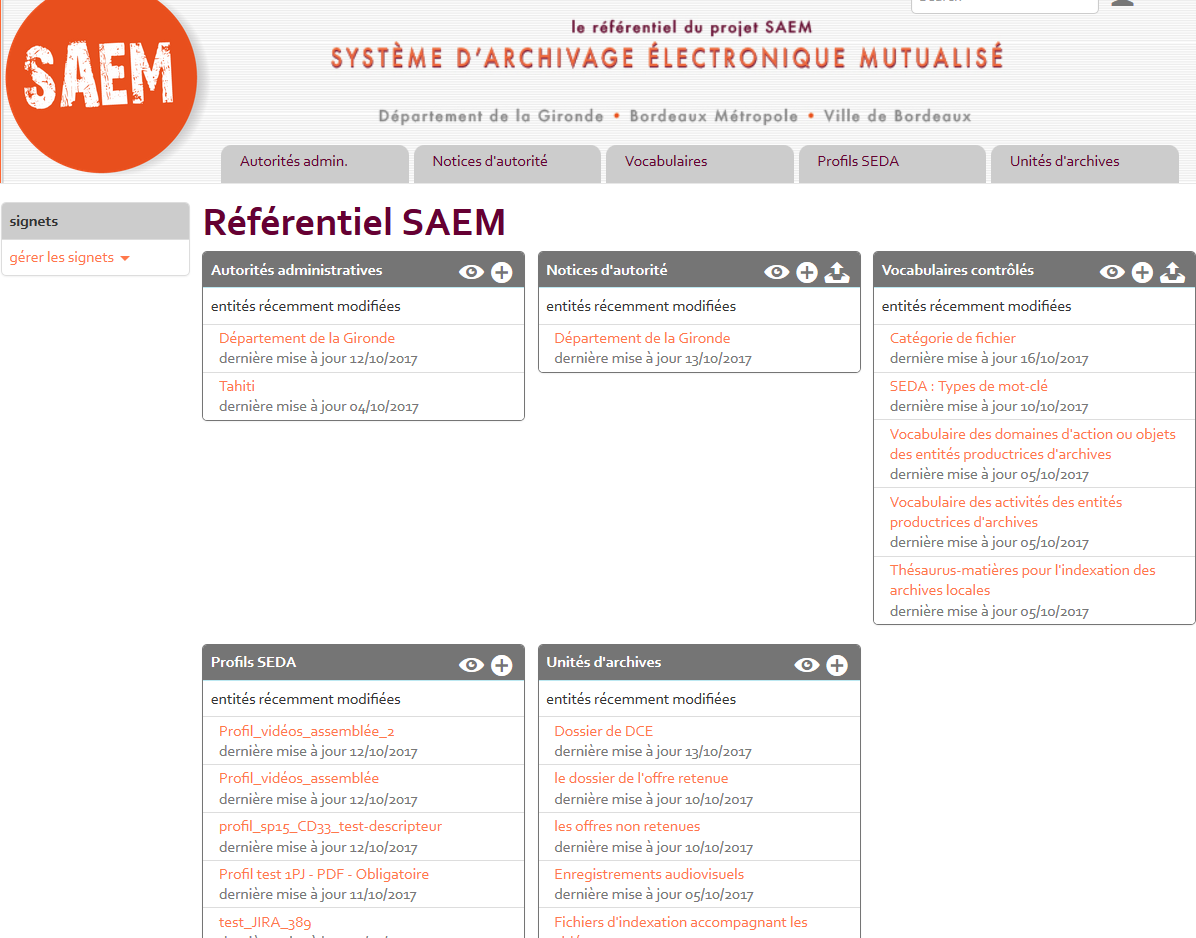 SAEM
le référentiel du projet SAEM
SYSTÈME D'ARCHIVAGE ÉLECTRONIQUE MUTUALISÉ
Département de la Gironde • Bordeaux Métropole • Ville de Bordeaux
Autorités admin.
Notices d'autorité
Vocabulaires
Profils SEDA
Unités d'archives
signets
gérer les signets
Référentiel SAEM
Autorités administratives
entités récemment modifiées
Département de la Gironde
dernière mise à jour 12/10/2017
Tahiti
dernière mise à jour 04/10/2017
Notices d'autorité
entités récemment modifiées
Département de la Gironde
dernière mise à jour 13/10/2017
Vocabulaires contrôlés
entités récemment modifiées
Catégorie de fichier
dernière mise à jour 16/10/2017
SEDA : Types de mot-clé
dernière mise à jour 10/10/2017
Vocabulaire des domaines d'action ou objets
des entités productrices d'archives
dernière mise à jour 05/10/2017
Vocabulaire des activités des entités
productrices d'archives
dernière mise à jour 05/10/2017
Thésaurus-matières pour l'indexation des
archives locales
dernière mise à jour 05/10/2017
Profils SEDA
entités récemment modifiées
Profil_vidéos_assemblée_2
dernière mise à jour 12/10/2017
Profil_vidéos_assemblée
dernière mise à jour 12/10/2017
profil_sp15_CD33_test-descripteur
dernière mise à jour 12/10/2017
Profil test 1PJ - PDF - Obligatoire
dernière mise à jour 11/10/2017
test_JIRA_389
Unités d'archives
entités récemment modifiées
Dossier de DCE
dernière mise à jour 13/10/2017
le dossier de l'offre retenue
dernière mise à jour 10/10/2017
les offres non retenues
dernière mise à jour 10/10/2017
Enregistrements audiovisuels
dernière mise à jour 05/10/2017
Fichiers d'indexation accompagnant les